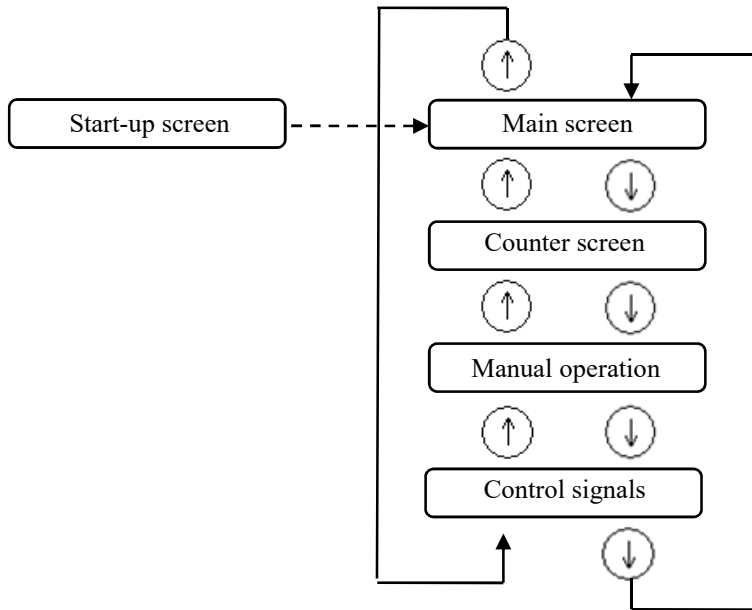 Start-up screen
Main screen
Counter screen
Manual operation
Control signals